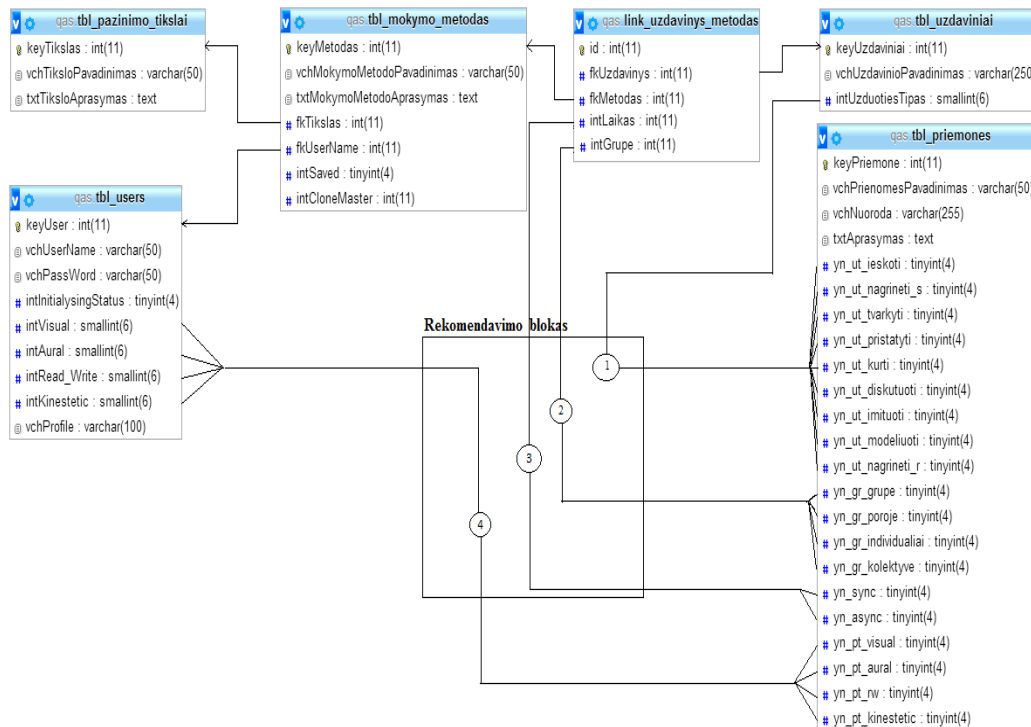 qas tbl_pazinimo_tikslai
keyTikslas : int(11)
vchTiksloPavadinimas : varchar(50)
txtTiksloAprasymas : text
qas tbl_mokymo_metodas
keyMetodas : int(11)
vchMokymoMetodoPavadinimas : varchar(50)
txtMokymoMetodoAprasymas : text
fkTikslas : int(11)
fkUserName : int(11)
intSaved : tinyint(4)
intCloneMaster : int(11)
qas link_uzdavinys_metodas
id : int(11)
fkUzdavinys : int(11)
fkMetodas : int(11)
intLaikas : int(11)
intGrupe : int(11)
qas tbl_uzdaviniai
keyUzdaviniai : int(11)
vchUzdavinioPavadinimas : varchar(250
intUzduotiesTipas : smallint(6)
qas tbl_users
keyUser : int(11)
vchUserName : varchar(50)
vchPassWord : varchar(50)
intInitialysingStatus : tinyint(4)
intVisual : smallint(6)
intAural : smallint(6)
intRead_Write : smallint(6)
intKinestetic : smallint(6)
vchProfile : varchar(100)
Rekomendavimo blokas
1
2
3
4
qas tbl_priemones
keyPriemone : int(11)
vchPrienomesPavadinimas : varchar(50)
vchNuoroda : varchar(255)
txtAprasymas : text
yn_ut_ieskoti : tinyint(4)
yn_ut_nagrineti_s : tinyint(4)
yn_ut_tvarkyti : tinyint(4)
yn_ut_pristatyti : tinyint(4)
yn_ut_kurti : tinyint(4)
yn_ut_diskutuoti : tinyint(4)
yn_ut_imituoti : tinyint(4)
yn_ut_modeliuoti : tinyint(4)
yn_ut_nagrineti_r : tinyint(4)
yn_gr_grupe : tinyint(4)
yn_gr_poroje : tinyint(4)
yn_gr_individualiai : tinyint(4)
yn_gr_kolektyve : tinyint(4)
yn_sync : tinyint(4)
yn_async : tinyint(4)
yn_pt_visual : tinyint(4)
yn_pt_aural : tinyint(4)
yn_pt_rw : tinyint(4)
yn_pt_kinestetic : tinyint(4)